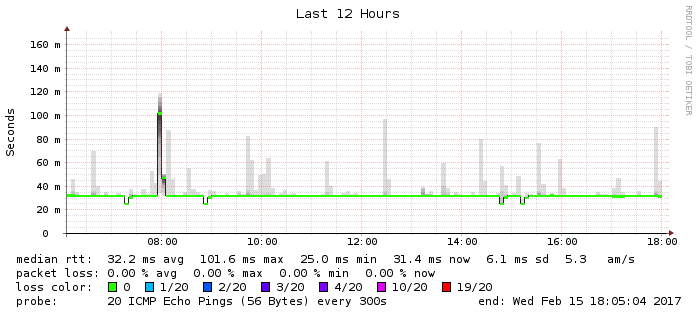 Last 12 Hours
RRDTOOL / TOBI OETIKER
Seconds
160 m
140 m
120 m
100 m
80 m
60 m
40 m
20 m
0
08:00 10:00 12:00 14:00 16:00 18:00
median rtt: 32.2 ms avg 101.6 ms max 25.0 ms min 31.4 ms now 6.1 ms sd 5.3 am/s
packet loss: 0.00 % avg 0.00 % max 0.00 % min 0.00 % now
loss color: 0 1/20 2/20 3/20 4/20 10/20 19/20
probe: 20 ICMP Echo Pings (56 Bytes) every 300s end: Wed Feb 15 18:05:04 2017